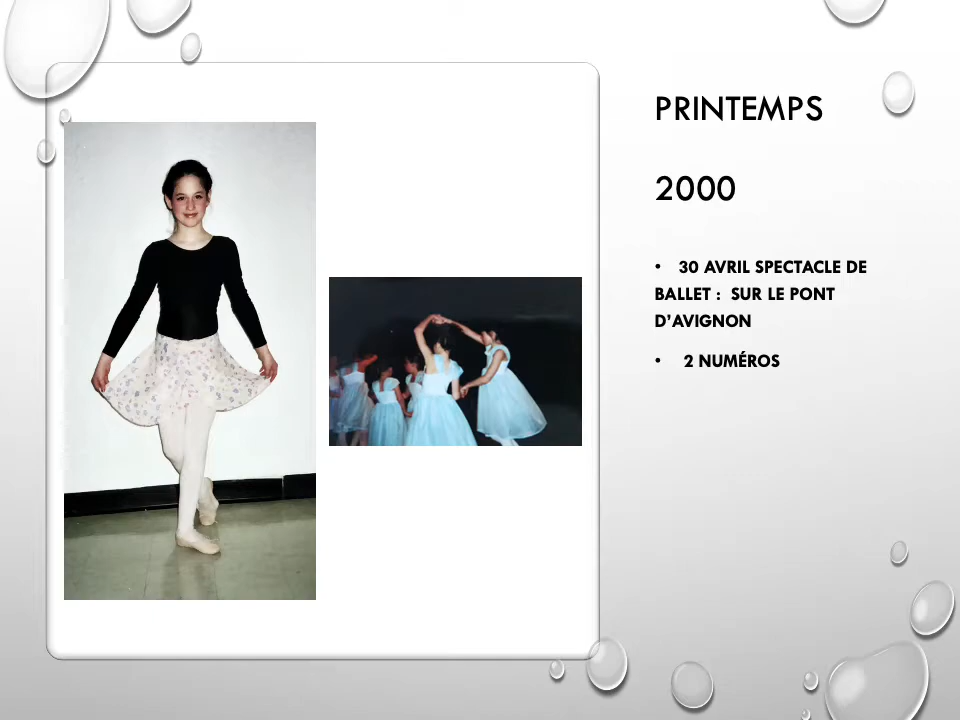 PRINTEMPS
2000
• 30 AVRIL SPECTACLE DE
BALLET : SUR LE PONT
D’AVIGNON
• 2 NUMÉROS